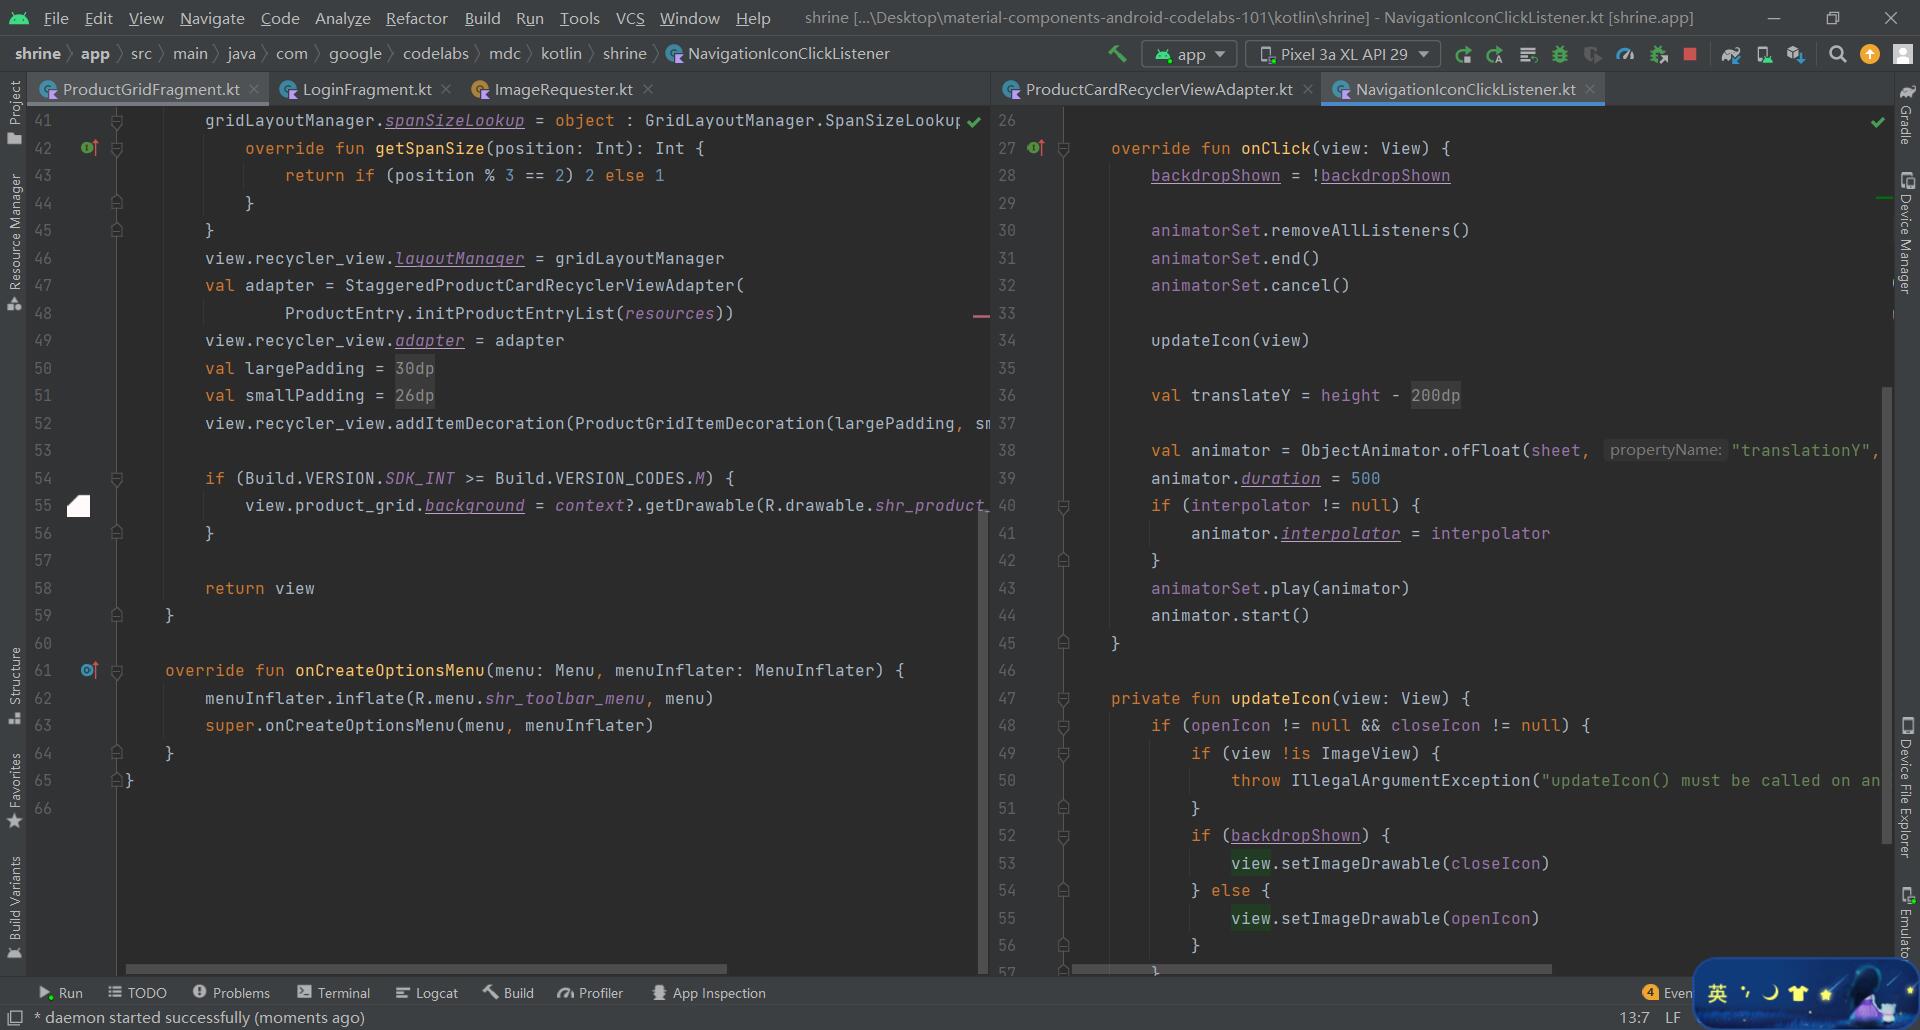 File Edit View Navigate Code Analyze Refactor Build Run Tools VCS Window Help shrine [...\Desktop\material-components-android-codelabs-101\kotlin\shrine] - NavigationIconClickListener.kt [shrine.app]
shrine app src main java com google codelabs mdc kotlin shrine NavigationIconClickListener app Pixel 3a XL API 29
ProductGridFragment.kt LoginFragment.kt ImageRequester.kt
41 gridLayoutManager.spanSizeLookup = object : GridLayoutManager.SpanSizeLookup
42 override fun getSpanSize(position: Int): Int {
43 return if (position % 3 == 2) 2 else 1
44 }
45 }
46 view.recycler_view.layoutManager = gridLayoutManager
47 val adapter = StaggeredProductCardRecyclerViewAdapter(
48 ProductEntry.initProductEntryList(resources))
49 view.recycler_view.adapter = adapter
50 val largePadding = 30dp
51 val smallPadding = 26dp
52 view.recycler_view.addItemDecoration(ProductGridItemDecoration(largePadding, sm
53
54 if (Build.VERSION.SDK_INT >= Build.VERSION_CODES.M) {
55 view.product_grid.background = context?.getDrawable(R.drawable.shr_product_
56 }
57
58 return view
59 }
60
61 override fun onCreateOptionsMenu(menu: Menu, menuInflater: MenuInflater) {
62 menuInflater.inflate(R.menu.shr_toolbar_menu, menu)
63 super.onCreateOptionsMenu(menu, menuInflater)
64 }
65 }
66
ProductCardRecyclerViewAdapter.kt NavigationIconClickListener.kt
26
27 override fun onClick(view: View) {
28 backdropShown = !backdropShown
29
30 animatorSet.removeAllListeners()
31 animatorSet.end()
32 animatorSet.cancel()
33
34 updateIcon(view)
35
36 val translateY = height - 200dp
37
38 val animator = ObjectAnimator.ofFloat(sheet, propertyName: "translationY",
39 animator.duration = 500
40 if (interpolator != null) {
41 animator.interpolator = interpolator
42 }
43 animatorSet.play(animator)
44 animator.start()
45 }
46
47 private fun updateIcon(view: View) {
48 if (openIcon != null && closeIcon != null) {
49 if (view !is ImageView) {
50 throw IllegalArgumentException("updateIcon() must be called on an
51 }
52 if (backdropShown) {
53 view.setImageDrawable(closeIcon)
54 } else {
55 view.setImageDrawable(openIcon)
56 }
57 }
Project
Resource Manager
Structure
Favorites
Build Variants
Gradle
Device Manager
Device File Explorer
Emulato
Run TODO Problems Terminal Logcat Build Profiler App Inspection 4 Even
* daemon started successfully (moments ago) 13:7 LF
英